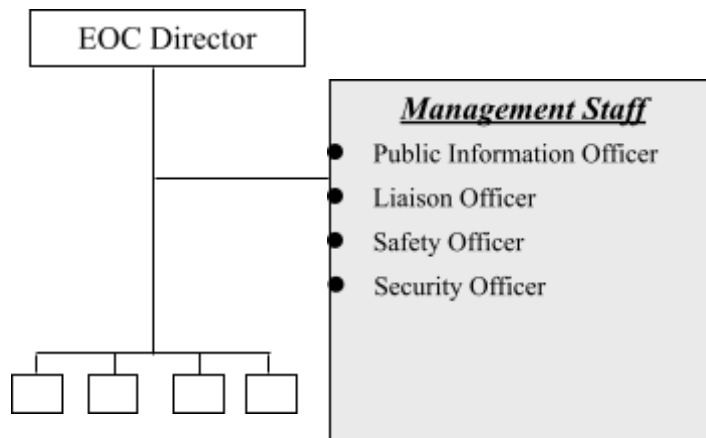 EOC Director
Management Staff
Public Information Officer
Liaison Officer
Safety Officer
Security Officer